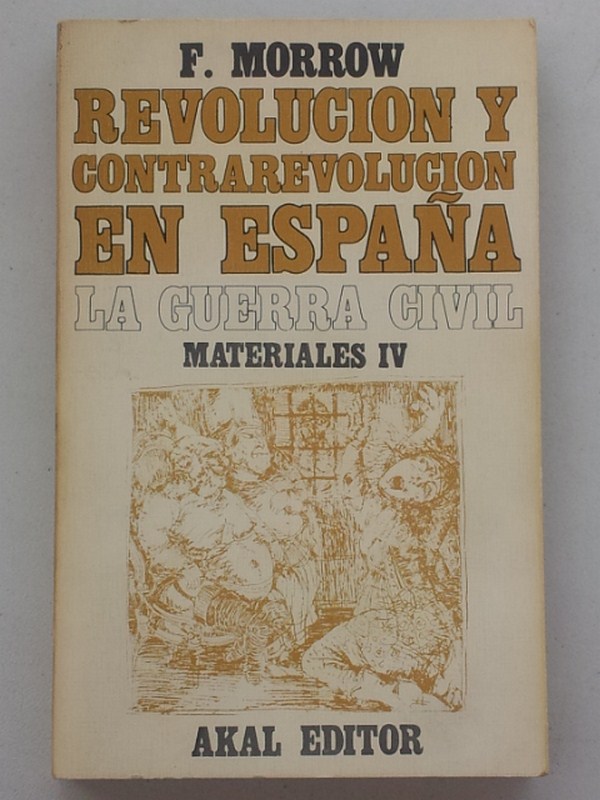 F. MORROW
REVOLUCION Y
CONTRAREVOLUCION
EN ESPAÑA
LA GUERRA CIVIL
MATERIALES IV
AKAL EDITOR